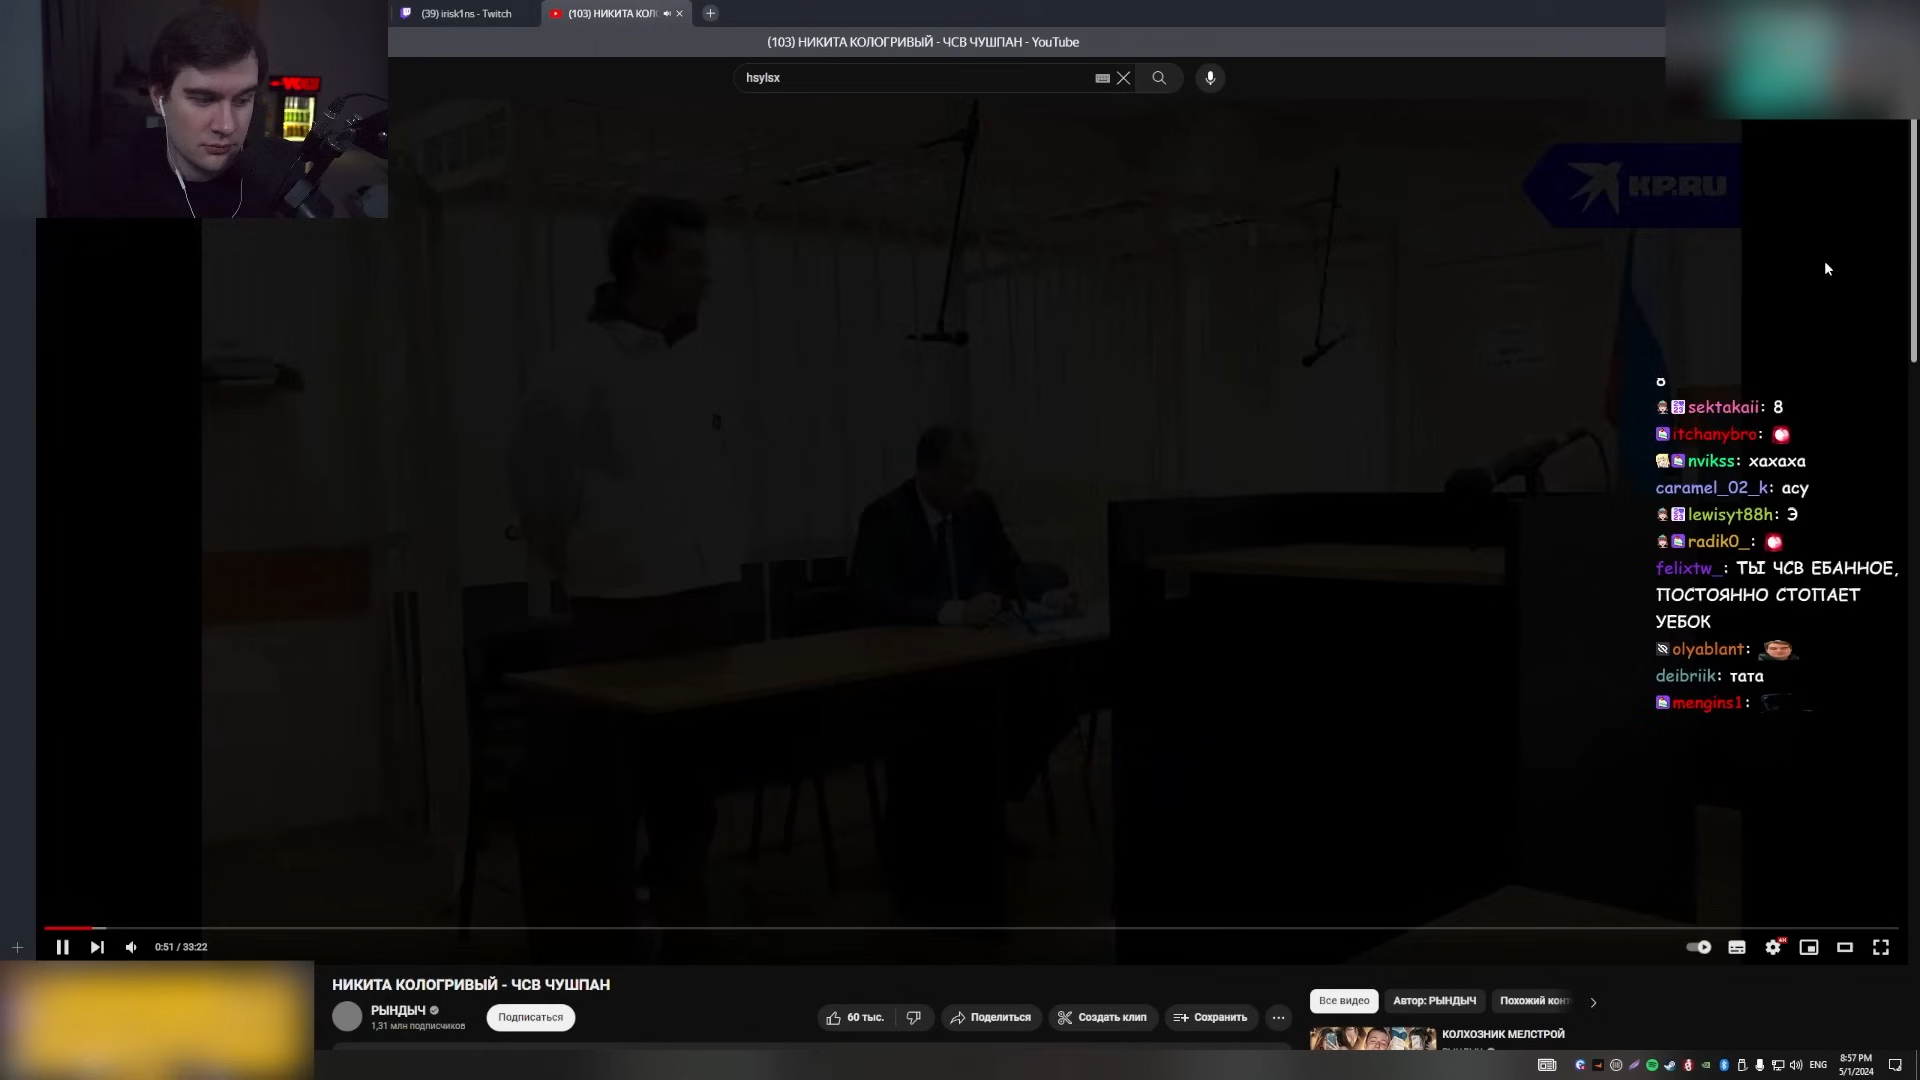 (39) irisk1ns - Twitch
(103) НИКИТА КОЛО
(103) НИКИТА КОЛОГРИВЫЙ - ЧСВ ЧУШПАН - YouTube
hsylsx
KP.RU
8
sektakaii: 8
itchanybro:
nvikss: хахаха
caramel_02_k: асу
lewisyt88h: Э
radik0_:
felixtw_: ТЫ ЧСВ ЕБАННОЕ,
ПОСТОЯННО СТОПАЕТ
УЕБОК
olyablant:
deibriik: тата
mengins1:
0:51 / 33:22
НИКИТА КОЛОГРИВЫЙ - ЧСВ ЧУШПАН
РЫНДЫЧ
1,31 млн подписчиков
Подписаться
60 тыс.
Поделиться
Создать клип
Сохранить
Все видео
Автор: РЫНДЫЧ
Похожий конт
КОЛХОЗНИК МЕЛСТРОЙ
ENG
8:57 PM
5/1/2024